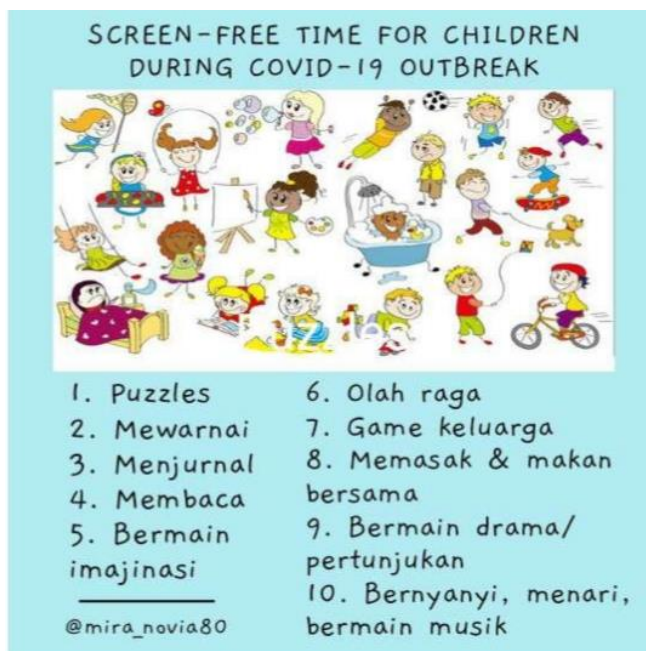 SCREEN-FREE TIME FOR CHILDREN
DURING COVID-19 OUTBREAK
1. Puzzles
2. Mewarnai
3. Menjurnal
4. Membaca
5. Bermain
imajinasi
@mira_novia80
6. Olah raga
7. Game keluarga
8. Memasak & makan
bersama
9. Bermain drama/
pertunjukan
10. Bernyanyi, menari,
bermain musik